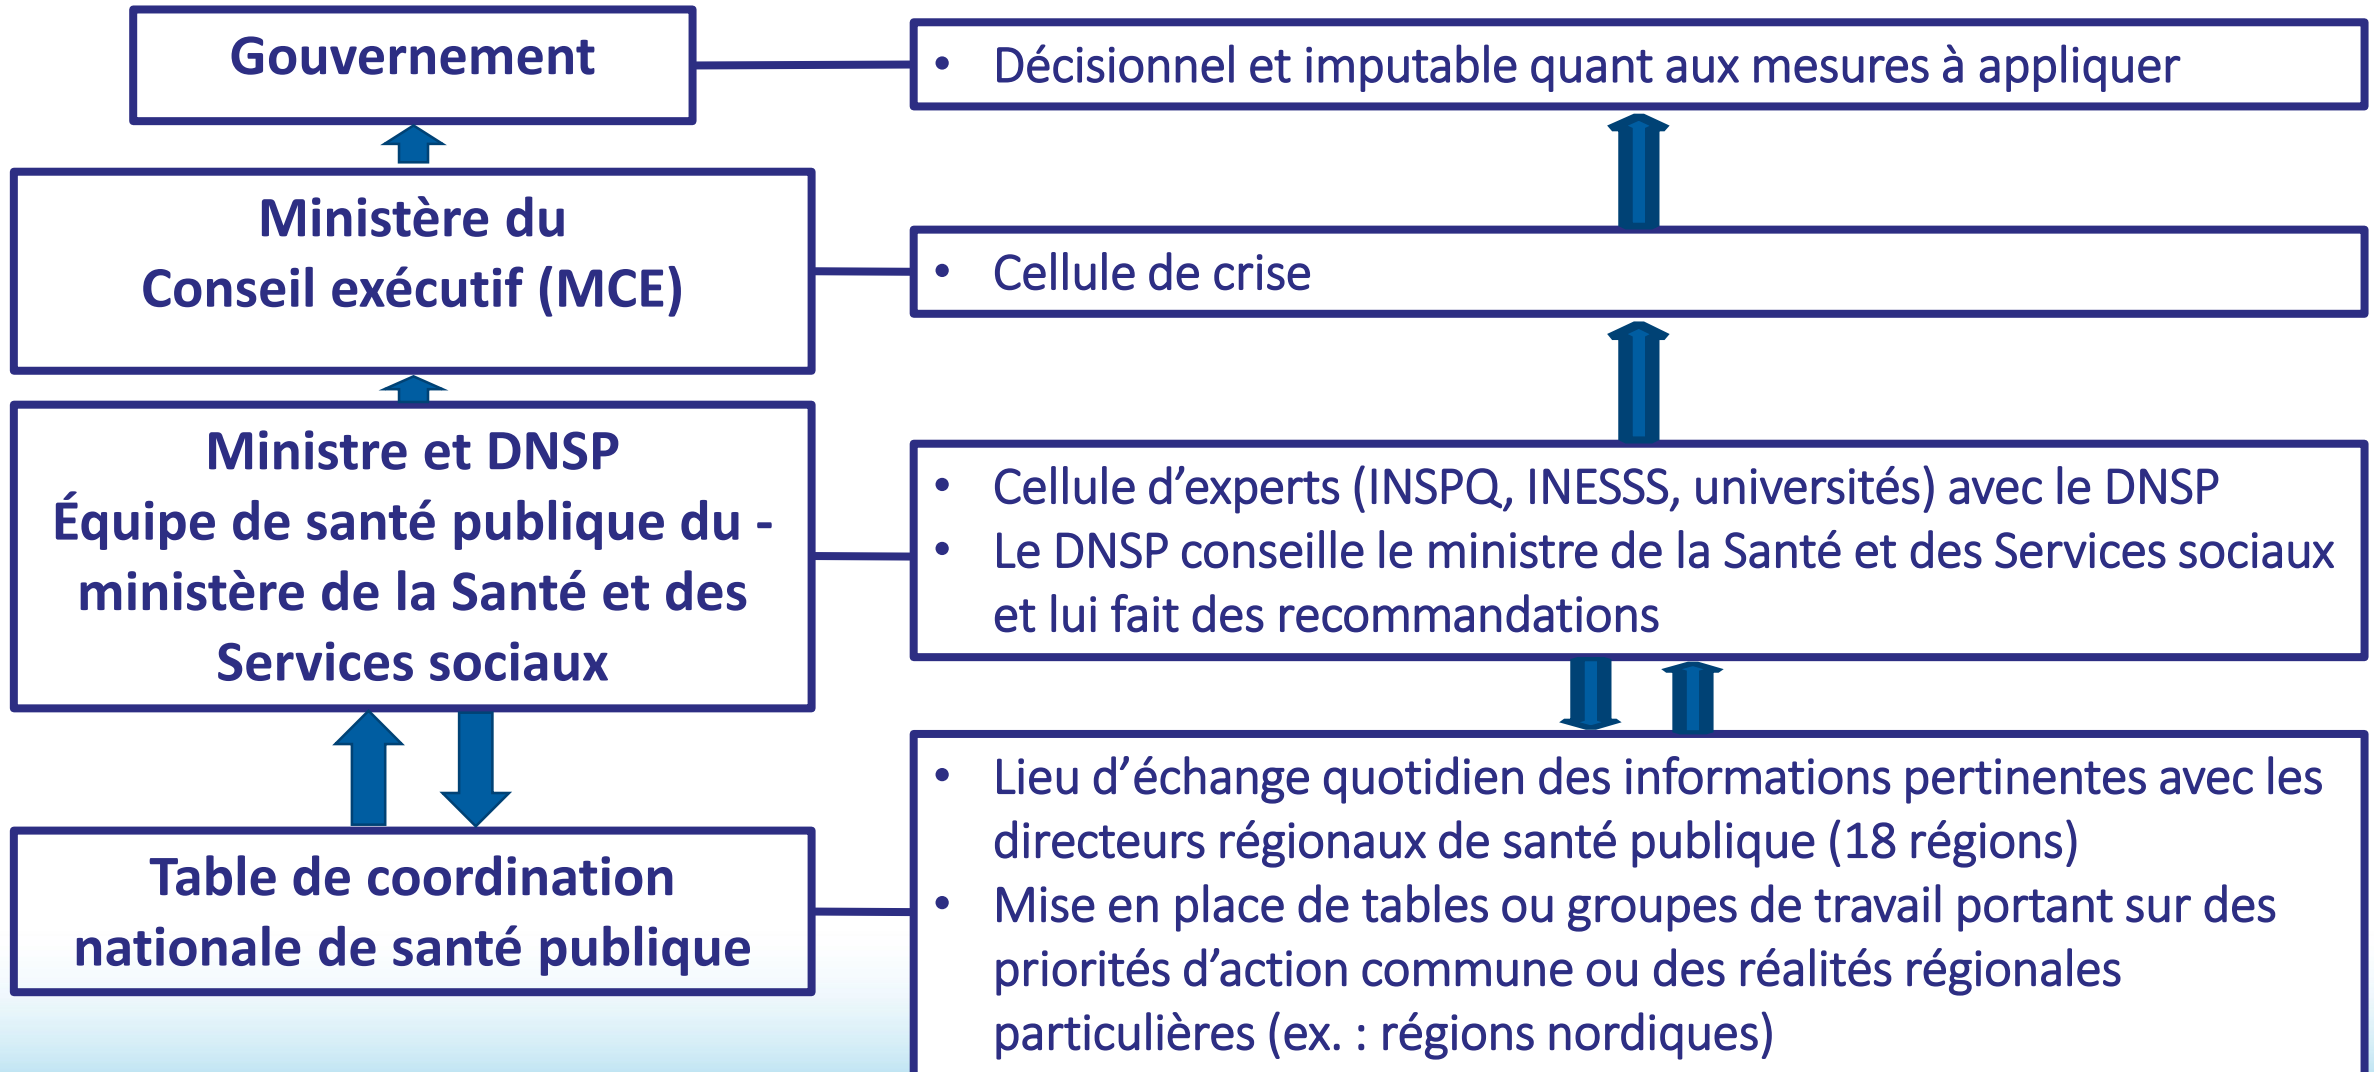 Gouvernement
• Décisionnel et imputable quant aux mesures à appliquer
Ministère du
Conseil exécutif (MCE)
• Cellule de crise
Ministre et DNSP
Équipe de santé publique du -
ministère de la Santé et des
Services sociaux
• Cellule d’experts (INSPQ, INESSS, universités) avec le DNSP
• Le DNSP conseille le ministre de la Santé et des Services sociaux
et lui fait des recommandations
Table de coordination
nationale de santé publique
• Lieu d’échange quotidien des informations pertinentes avec les
directeurs régionaux de santé publique (18 régions)
• Mise en place de tables ou groupes de travail portant sur des
priorités d’action commune ou des réalités régionales
particulières (ex. : régions nordiques)